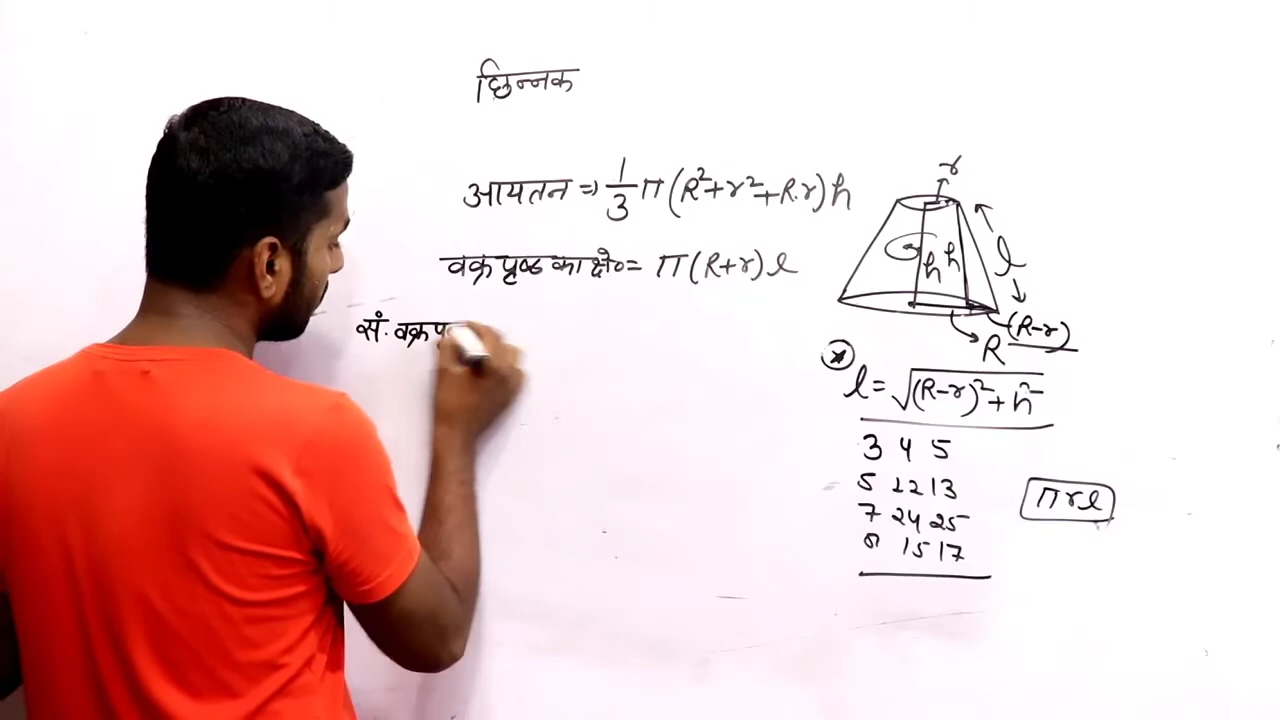 छिन्नक
आयतन ⇒ 1/3 π (R²+r²+R.r) h
वक्र पृष्ठ का क्षे०= π (R+r) l
सं. वक्र
r
h h
l
(R-r)
R
l = √(R-r)²+h²
3 4 5
5 12 13
7 24 25
8 15 17
πrl